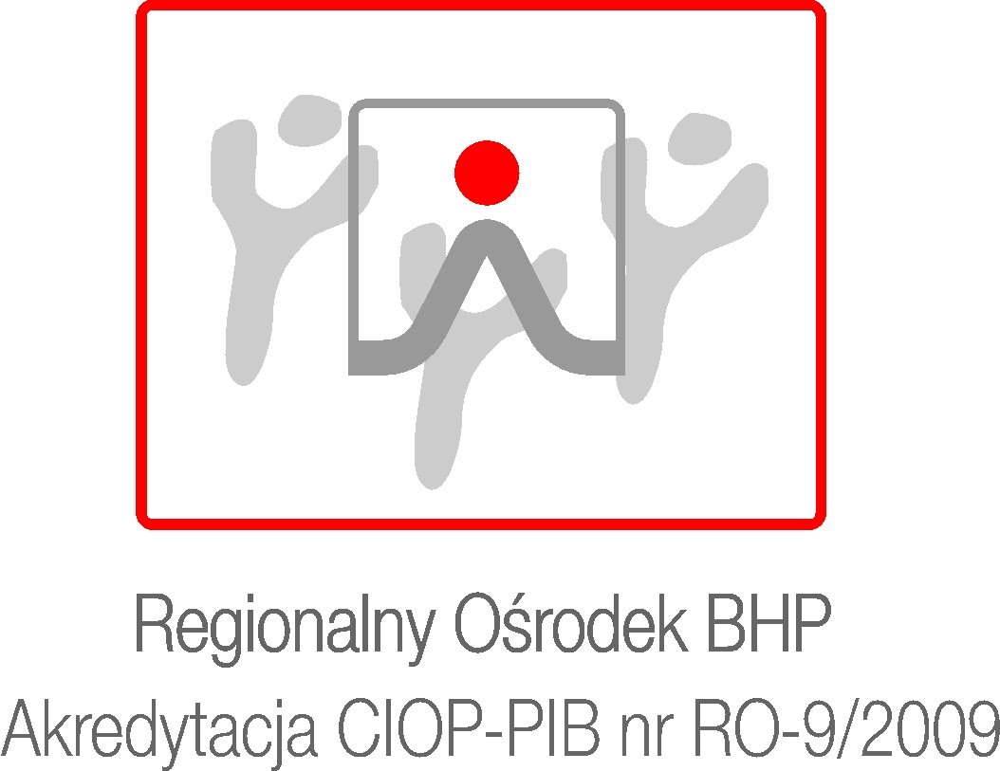 Regionalny Ośrodek BHP
Akredytacja CIOP-PIB nr RO-9/2009